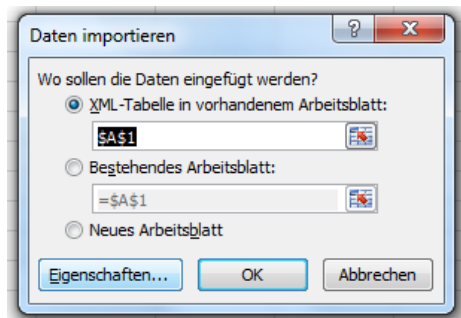 Daten importieren
Wo sollen die Daten eingefügt werden?
XML-Tabelle in vorhandenem Arbeitsblatt:
$A$1
Bestehendes Arbeitsblatt:
=$A$1
Neues Arbeitsblatt
Eigenschaften... OK Abbrechen